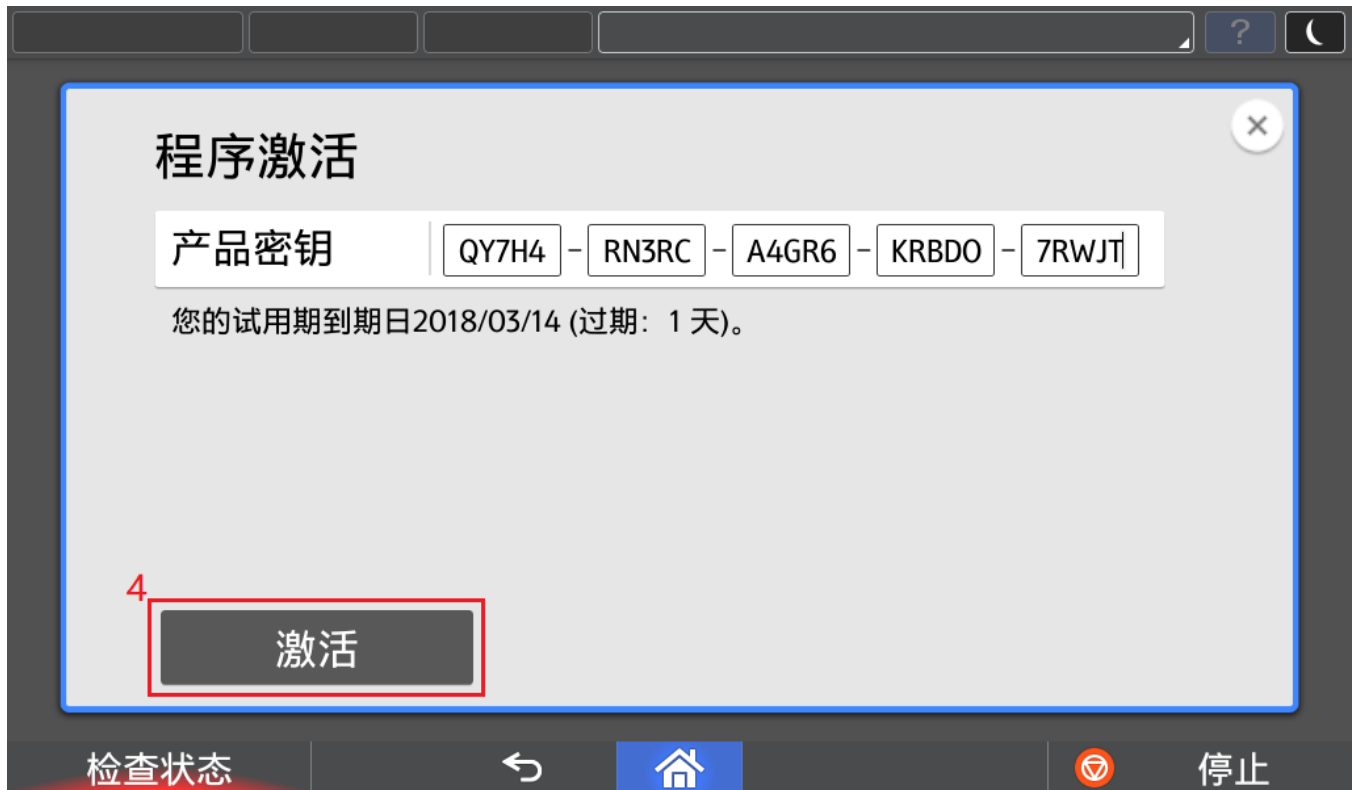 ?
程序激活
产品密钥 QY7H4 - RN3RC - A4GR6 - KRBDO - 7RWJT
您的试用期到期日2018/03/14 (过期：1 天)。
4
激活
检查状态 停止